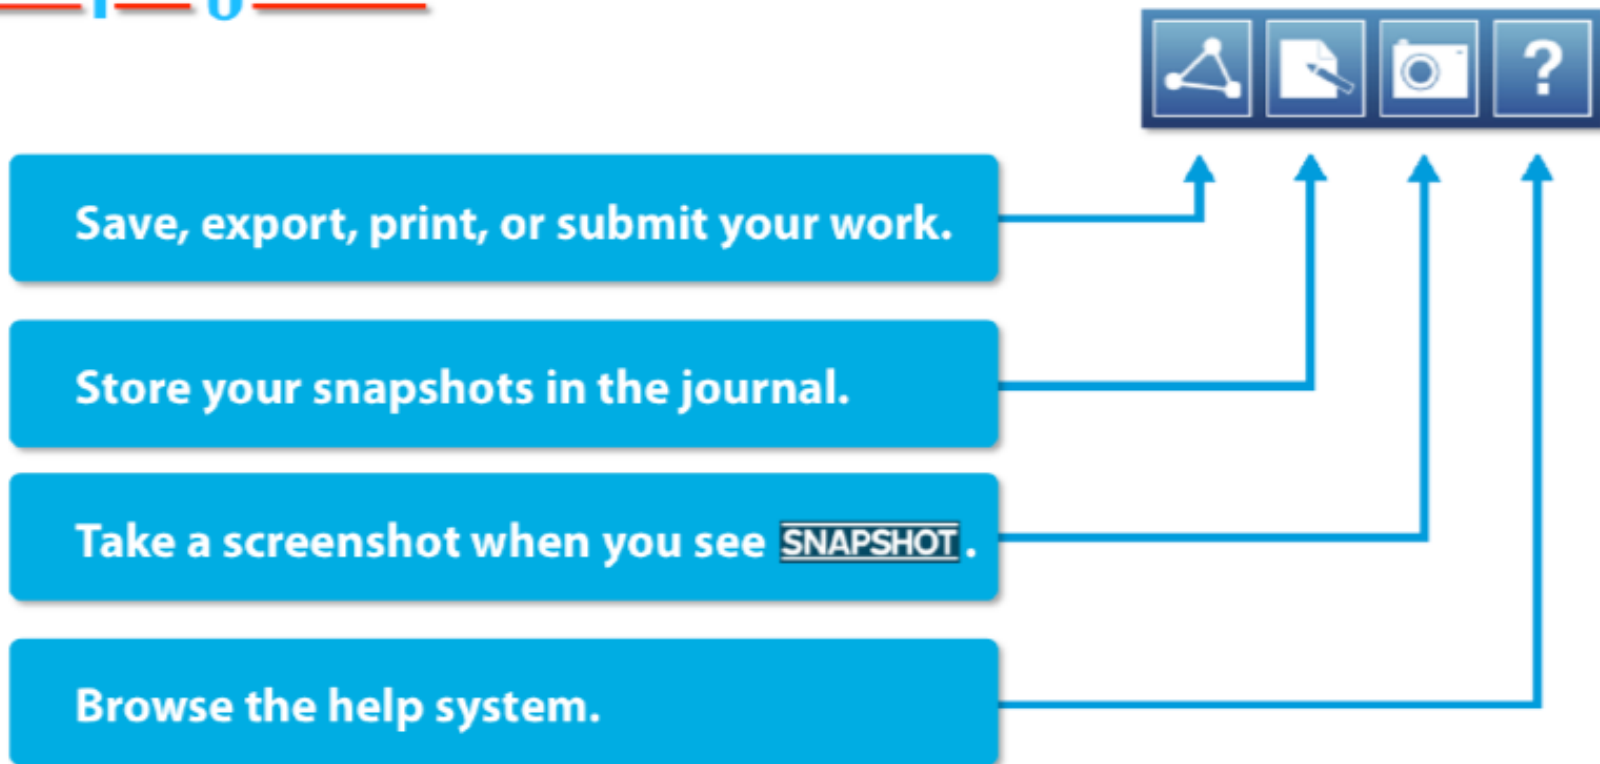 ?
Save, export, print, or submit your work.
Store your snapshots in the journal.
Take a screenshot when you see SNAPSHOT.
Browse the help system.